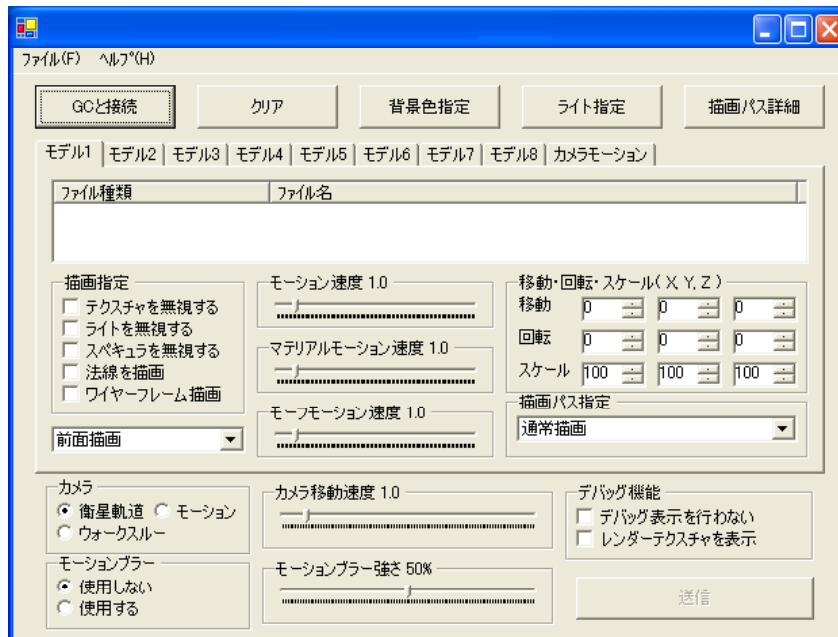 ファイル(F) ヘルプ(H)
GCと接続 クリア 背景色指定 ライト指定 描画パス詳細
モデル1 モデル2 モデル3 モデル4 モデル5 モデル6 モデル7 モデル8 カメラモーション
ファイル種類 ファイル名
描画指定
テクスチャを無視する
ライトを無視する
スペキュラを無視する
法線を描画
ワイヤーフレーム描画
前面描画
モーション速度 1.0
マテリアルモーション速度 1.0
モーフモーション速度 1.0
移動・回転・スケール( X, Y, Z )
移動 0 0 0
回転 0 0 0
スケール 100 100 100
描画パス指定
通常描画
カメラ
衛星軌道 モーション
ウォークスルー
モーションブラー
使用しない
使用する
カメラ移動速度 1.0
モーションブラー強さ 50%
デバッグ機能
デバッグ表示を行わない
レンダーテクスチャを表示
送信